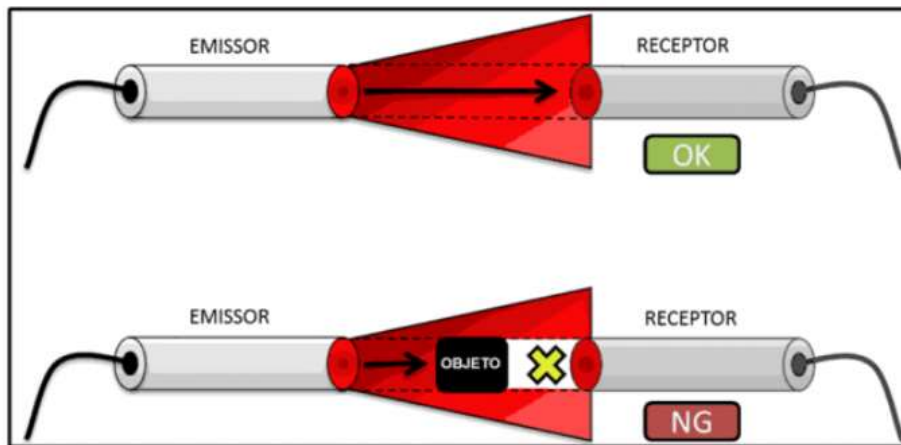 EMISSOR
RECEPTOR
OK
EMISSOR
RECEPTOR
OBJETO
NG